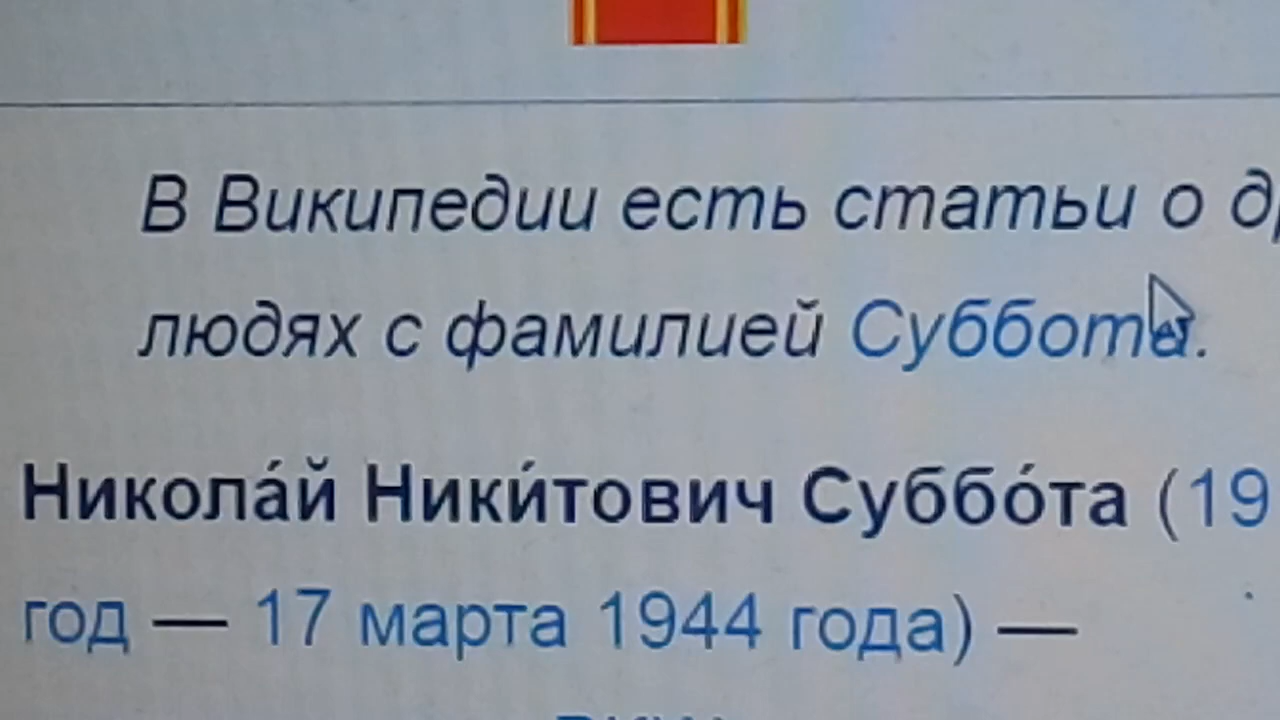 В Википедии есть статьи о
людях с фамилией Суббота.
Никола́й Ники́тович Суббо́та (19
год — 17 марта 1944 года) —